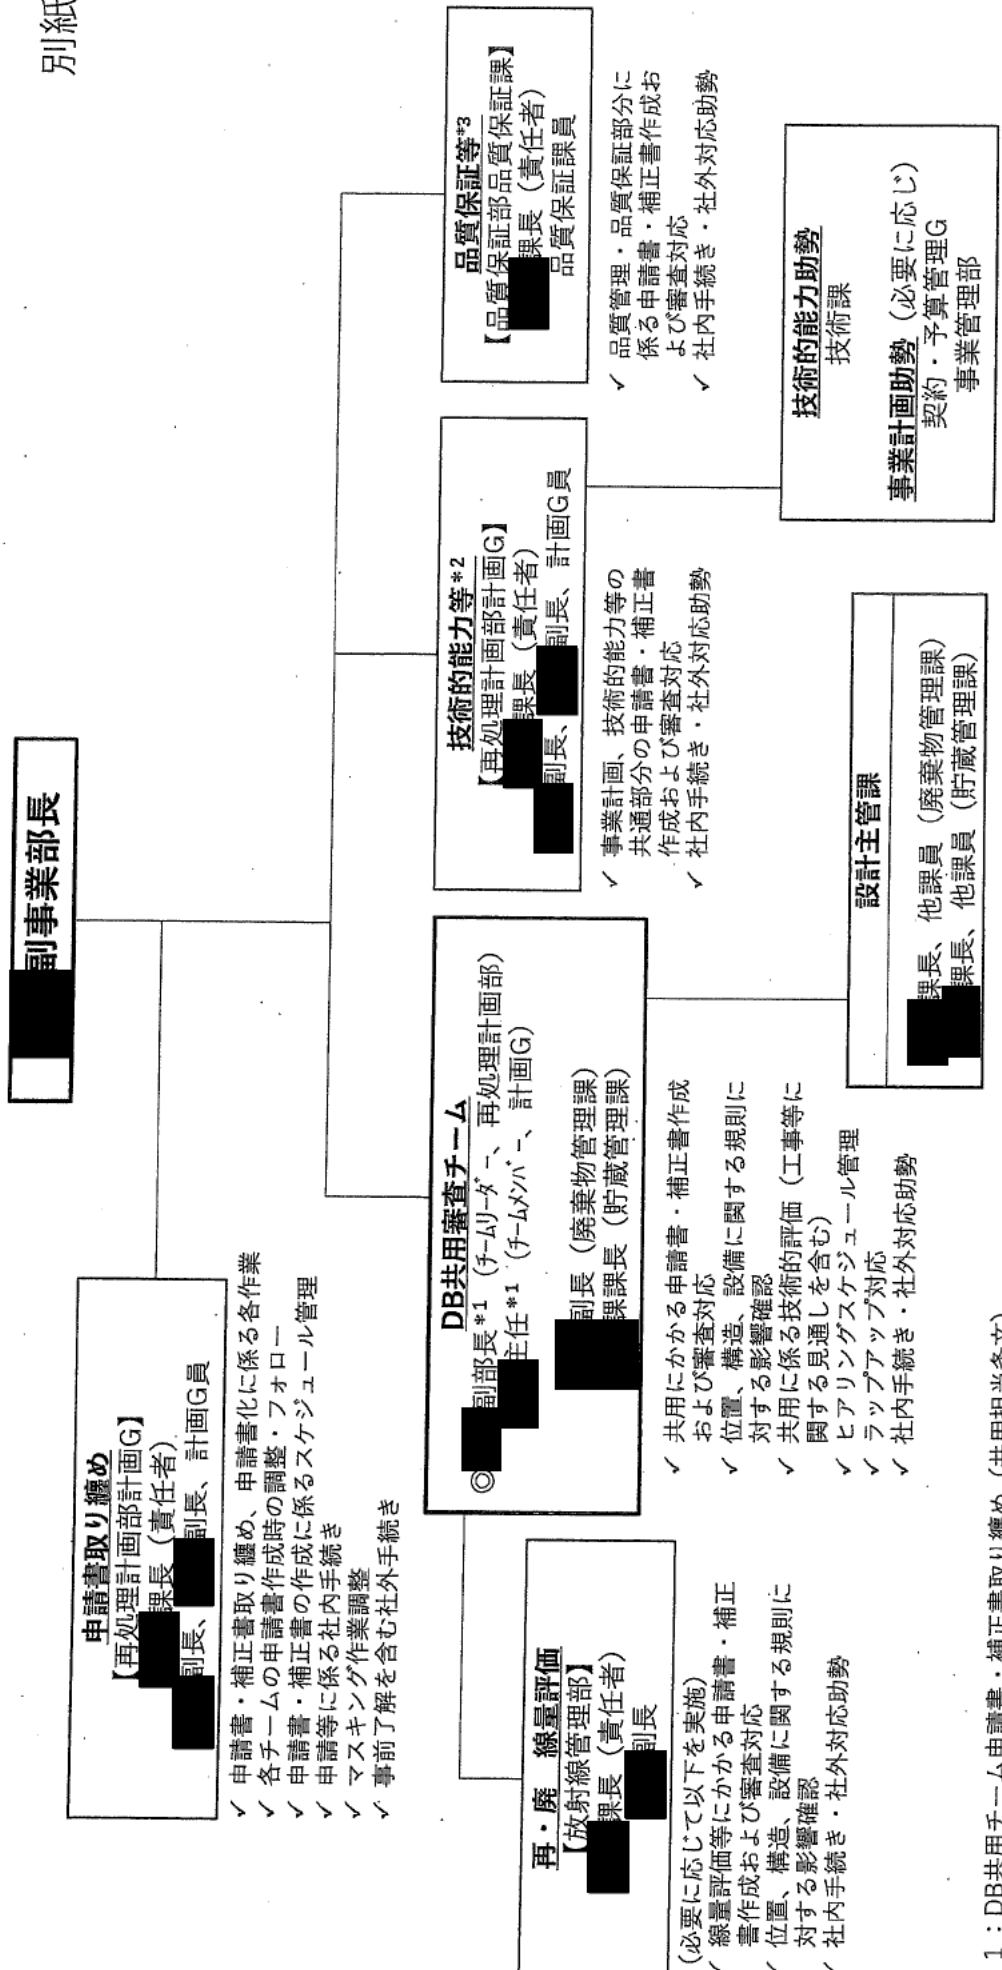 別紙
副事業部長
申請書取り纏め
【再処理計画部計画G】
課長（責任者）
副長、副長、計画G員
✓ 申請書・補正書取り纏め、申請書化に係る各作業
✓ 各チームの申請書作成時の調整・フォロー
✓ 申請書・補正書の作成に係るスケジュール管理
✓ 申請等に係る社内手続き
✓ マスキング作業調整
✓ 事前了解を含む社外手続き
DB共用審査チーム
◎副部長*1（チームリーダー、再処理計画部）
主任*1（チームメンバー、計画G）
副長（廃棄物管理課）
課課長（貯蔵管理課）
✓ 共用にかかる申請書・補正書作成
および審査対応
✓ 位置、構造、設備に関する規則に
対する影響確認
✓ 共用に係る技術的評価（工事等に
関する見通しを含む）
✓ ヒアリングスケジュール管理
✓ ラップアップ対応
✓ 社内手続き・社外対応助勢
技術的能力等*2
【再処理計画部計画G】
課長（責任者）
副長、副長、計画G員
✓ 事業計画、技術的能力等の
共通部分の申請書・補正書
作成および審査対応
✓ 社内手続き・社外対応助勢
品質保証等*3
【品質保証部品質保証課】
課長（責任者）
品質保証課員
✓ 品質管理・品質保証部分に
係る申請書・補正書作成お
よび審査対応
✓ 社内手続き・社外対応助勢
再・廃 線量評価
【放射線管理部】
課長（責任者）
副長
（必要に応じて以下を実施）
✓ 線量評価等にかかる申請書・補正
書作成および審査対応
✓ 位置、構造、設備に関する規則に
対する影響確認
✓ 社内手続き・社外対応助勢
設計主管課
課長、他課員（廃棄物管理課）
課長、他課員（貯蔵管理課）
技術的能力助勢
技術課
事業計画助勢（必要に応じ）
契約・予算管理G
事業管理部
1：DB共用チーム申請書・補正書取り纏め（共用担当条文）